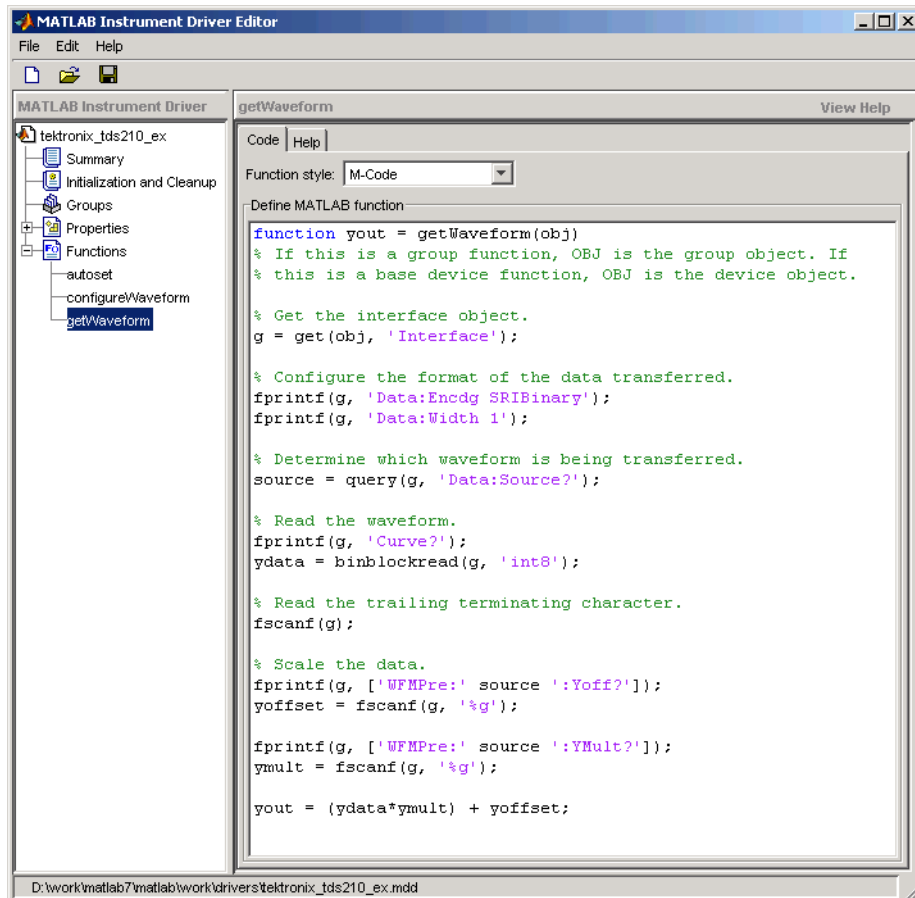 MATLAB Instrument Driver Editor
File Edit Help
MATLAB Instrument Driver
tektronix_tds210_ex
Summary
Initialization and Cleanup
Groups
Properties
Functions
autoset
configureWaveform
getWaveform
getWaveform View Help
Code Help
Function style: M-Code
Define MATLAB function
function yout = getWaveform(obj)
% If this is a group function, OBJ is the group object. If
% this is a base device function, OBJ is the device object.
% Get the interface object.
g = get(obj, 'Interface');
% Configure the format of the data transferred.
fprintf(g, 'Data:Encdg SRIBinary');
fprintf(g, 'Data:Width 1');
% Determine which waveform is being transferred.
source = query(g, 'Data:Source?');
% Read the waveform.
fprintf(g, 'Curve?');
ydata = binblockread(g, 'int8');
% Read the trailing terminating character.
fscanf(g);
% Scale the data.
fprintf(g, ['WFMPre:' source ':Yoff?']);
yoffset = fscanf(g, '%g');
fprintf(g, ['WFMPre:' source ':YMult?']);
ymult = fscanf(g, '%g');
yout = (ydata*ymult) + yoffset;
D:\work\matlab7\matlab\work\drivers\tektronix_tds210_ex.mdd